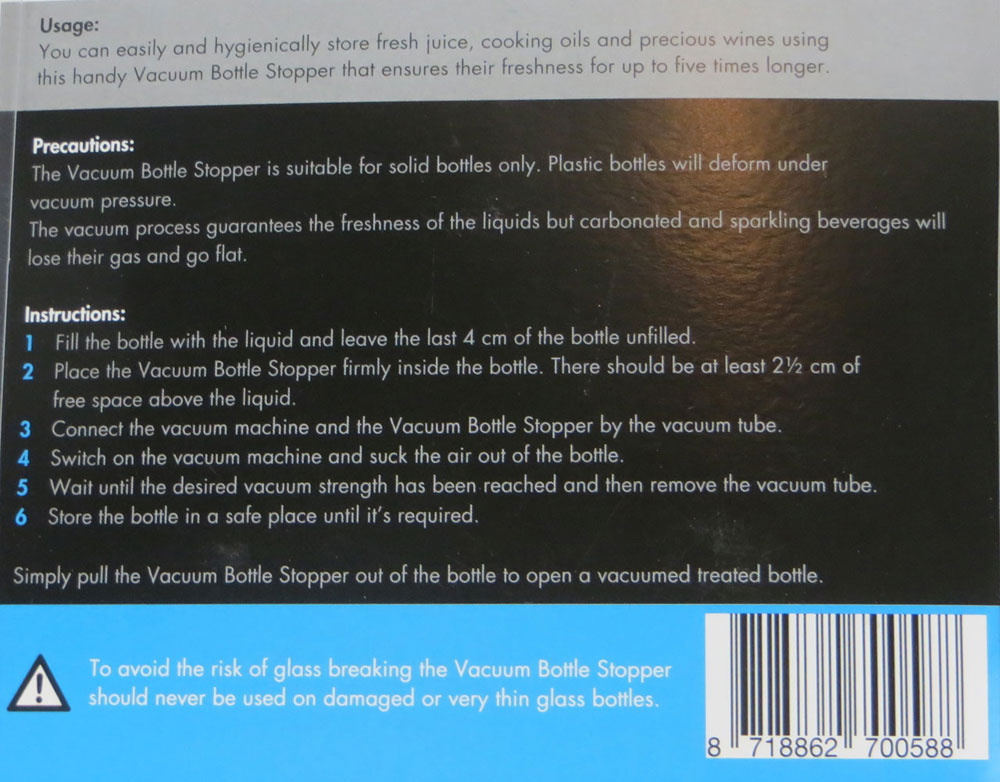 Usage:
You can easily and hygienically store fresh juice, cooking oils and precious wines using
this handy Vacuum Bottle Stopper that ensures their freshness for up to five times longer.
Precautions:
The Vacuum Bottle Stopper is suitable for solid bottles only. Plastic bottles will deform under
vacuum pressure.
The vacuum process guarantees the freshness of the liquids but carbonated and sparkling beverages will
lose their gas and go flat.
Instructions:
1 Fill the bottle with the liquid and leave the last 4 cm of the bottle unfilled.
2 Place the Vacuum Bottle Stopper firmly inside the bottle. There should be at least 2½ cm of
free space above the liquid.
3 Connect the vacuum machine and the Vacuum Bottle Stopper by the vacuum tube.
4 Switch on the vacuum machine and suck the air out of the bottle.
5 Wait until the desired vacuum strength has been reached and then remove the vacuum tube.
6 Store the bottle in a safe place until it's required.
Simply pull the Vacuum Bottle Stopper out of the bottle to open a vacuumed treated bottle.
To avoid the risk of glass breaking the Vacuum Bottle Stopper
should never be used on damaged or very thin glass bottles.
8 718862 700588